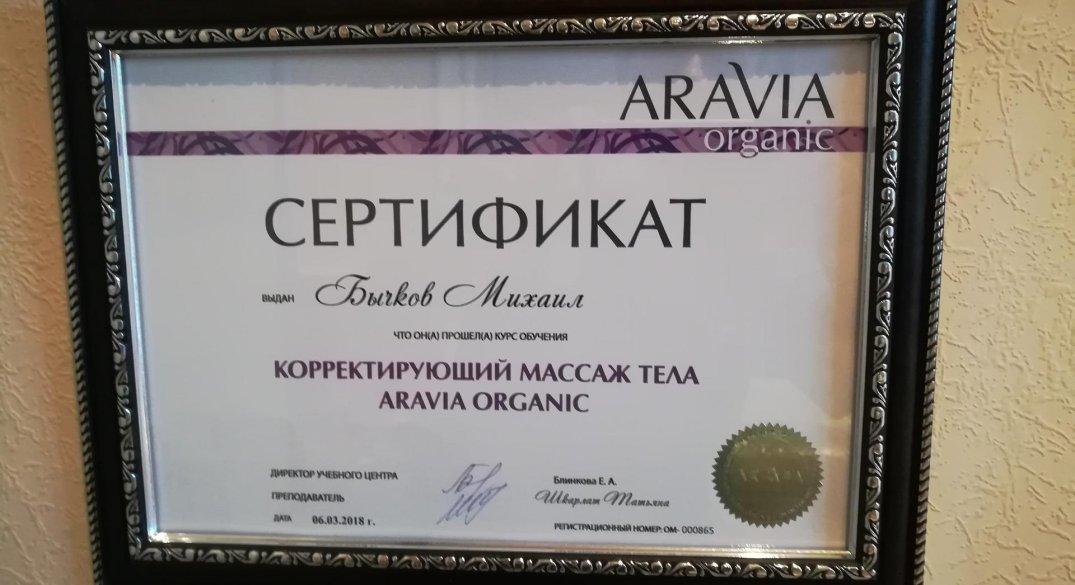 ARAVIA
organic
СЕРТИФИКАТ
ВЫДАН Бычков Михаил
ЧТО ОН(А) ПРОШЕЛ(А) КУРС ОБУЧЕНИЯ
КОРРЕКТИРУЮЩИЙ МАССАЖ ТЕЛА
ARAVIA ORGANIC
ДИРЕКТОР УЧЕБНОГО ЦЕНТРА Блинкова Е. А.
ПРЕПОДАВАТЕЛЬ Шкарлат Татьяна
ДАТА 06.03.2018 г.
РЕГИСТРАЦИОННЫЙ НОМЕР: ОМ- 000865